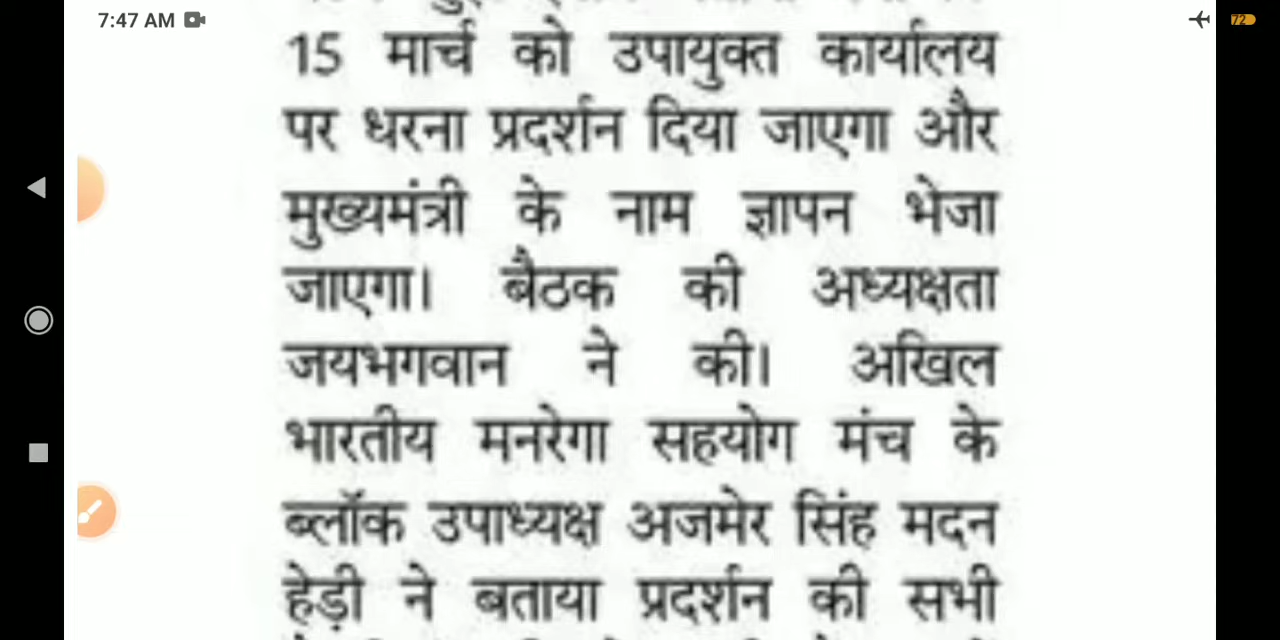 7:47 AM
72
15 मार्च को उपायुक्त कार्यालय
पर धरना प्रदर्शन दिया जाएगा और
मुख्यमंत्री के नाम ज्ञापन भेजा
जाएगा। बैठक की अध्यक्षता
जयभगवान ने की। अखिल
भारतीय मनरेगा सहयोग मंच के
ब्लॉक उपाध्यक्ष अजमेर सिंह मदन
हेड़ी ने बताया प्रदर्शन की सभी